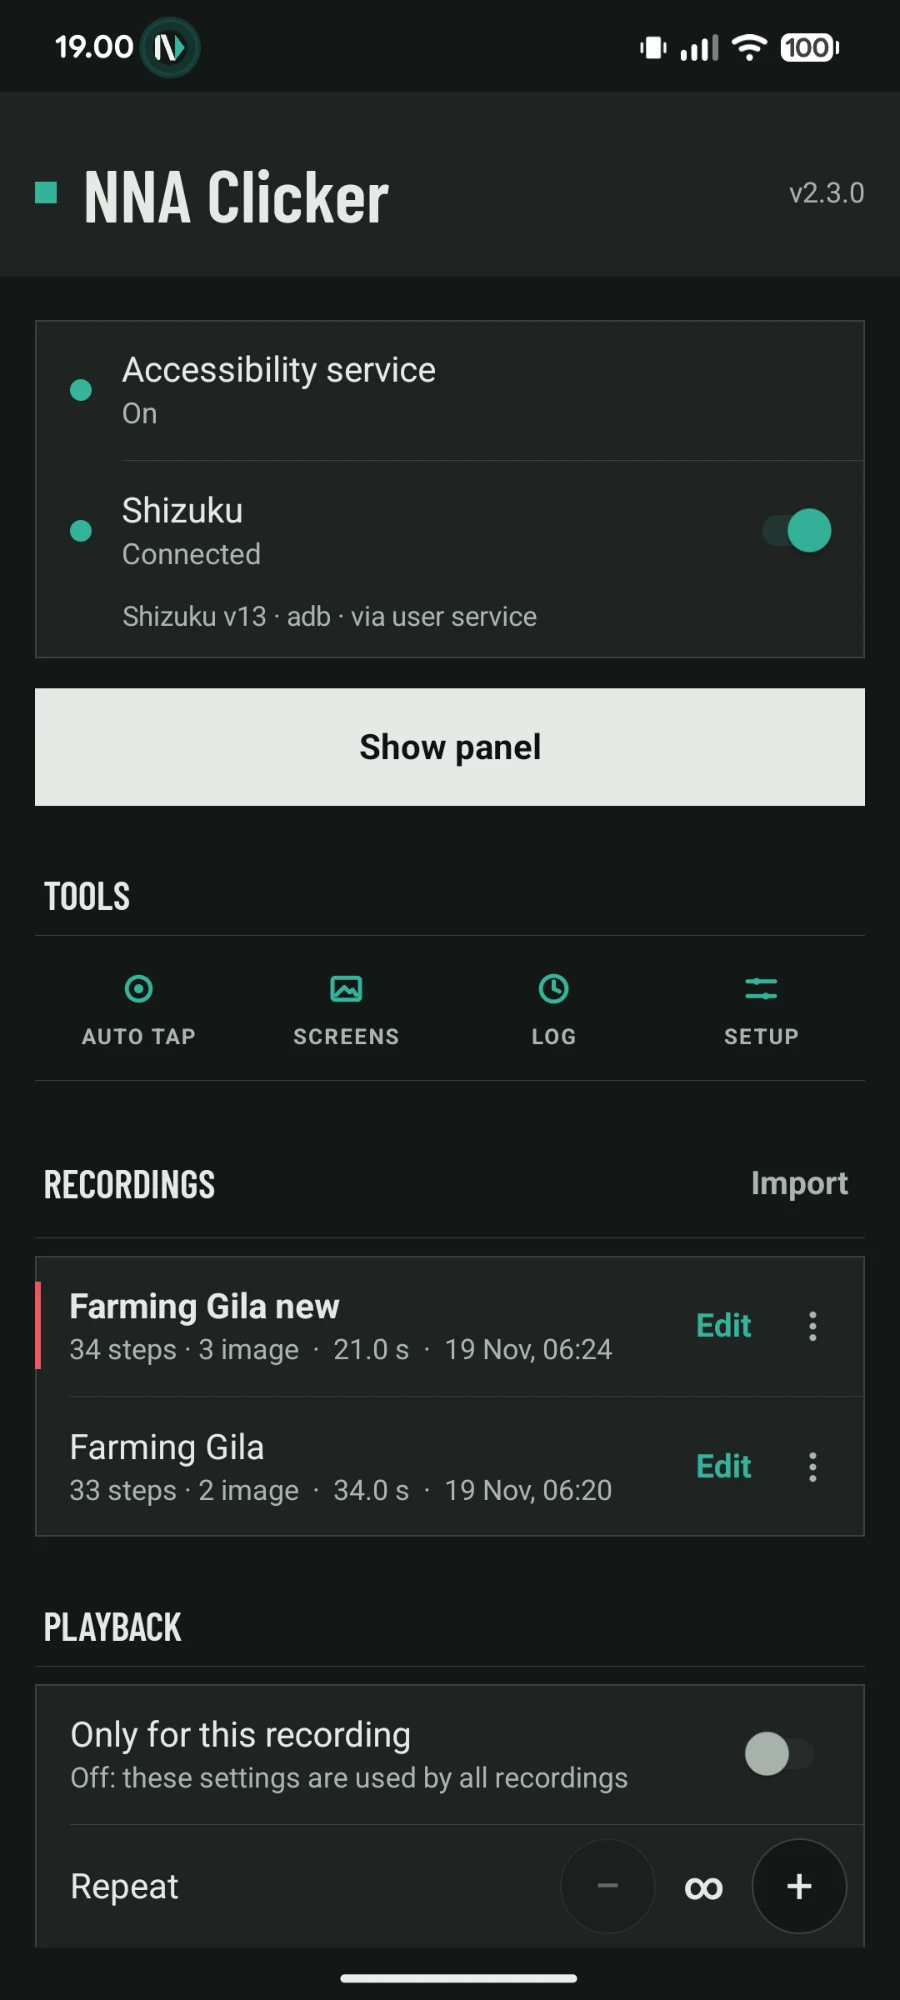 19.00
100
NNA Clicker
v2.3.0
Accessibility service
On
Shizuku
Connected
Shizuku v13 · adb · via user service
Show panel
TOOLS
AUTO TAP
SCREENS
LOG
SETUP
RECORDINGS
Import
Farming Gila new
34 steps · 3 image · 21.0 s · 19 Nov, 06:24
Edit
Farming Gila
33 steps · 2 image · 34.0 s · 19 Nov, 06:20
Edit
PLAYBACK
Only for this recording
Off: these settings are used by all recordings
Repeat
− ∞ +